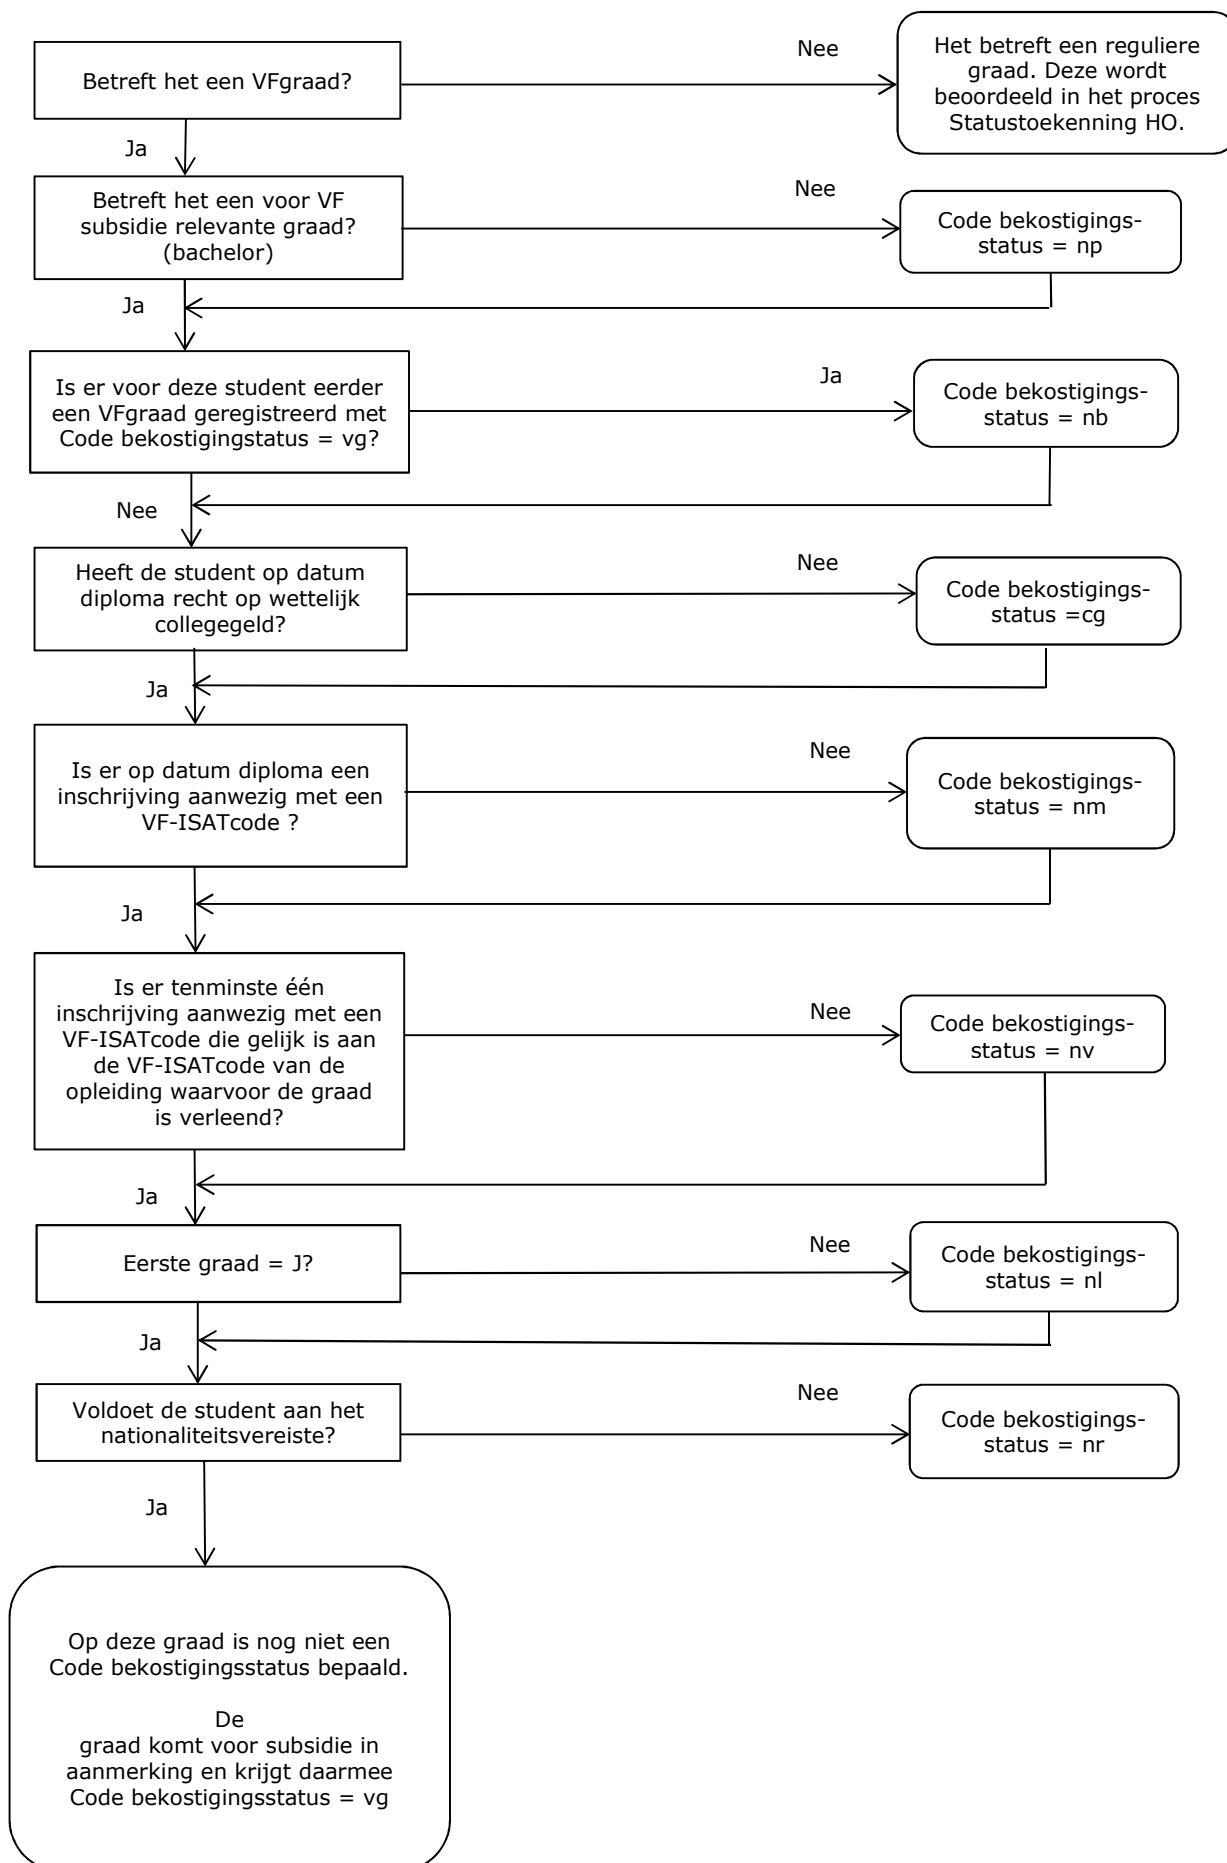 Betreft het een VFgraad?
Nee
Het betreft een reguliere
graad. Deze wordt
beoordeeld in het proces
Statustoekenning HO.
Ja
Betreft het een voor VF
subsidie relevante graad?
(bachelor)
Nee
Code bekostigings-
status = np
Ja
Is er voor deze student eerder
een VFgraad geregistreerd met
Code bekostigingstatus = vg?
Ja
Code bekostigings-
status = nb
Nee
Heeft de student op datum
diploma recht op wettelijk
collegegeld?
Nee
Code bekostigings-
status =cg
Ja
Is er op datum diploma een
inschrijving aanwezig met een
VF-ISATcode ?
Nee
Code bekostigings-
status = nm
Ja
Is er tenminste één
inschrijving aanwezig met een
VF-ISATcode die gelijk is aan
de VF-ISATcode van de
opleiding waarvoor de graad
is verleend?
Nee
Code bekostigings-
status = nv
Ja
Eerste graad = J?
Nee
Code bekostigings-
status = nl
Ja
Voldoet de student aan het
nationaliteitsvereiste?
Nee
Code bekostigings-
status = nr
Ja
Op deze graad is nog niet een
Code bekostigingsstatus bepaald.
De
graad komt voor subsidie in
aanmerking en krijgt daarmee
Code bekostigingsstatus = vg